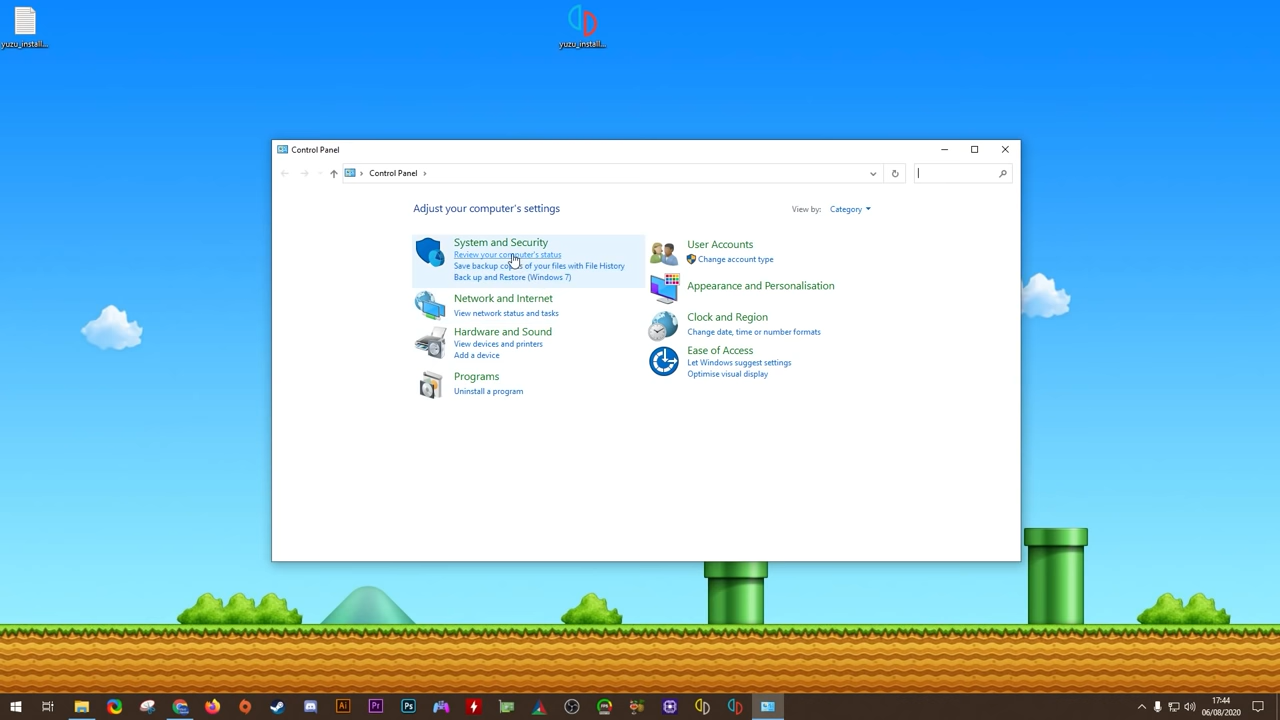 yuzu_install...
yuzu_install...
Control Panel
Control Panel
Adjust your computer's settings
View by: Category
System and Security
Review your computer's status
Save backup copies of your files with File History
Back up and Restore (Windows 7)
Network and Internet
View network status and tasks
Hardware and Sound
View devices and printers
Add a device
Programs
Uninstall a program
User Accounts
Change account type
Appearance and Personalisation
Clock and Region
Change date, time or number formats
Ease of Access
Let Windows suggest settings
Optimise visual display
Ai
Pr
Ps
17:44
06/08/2020